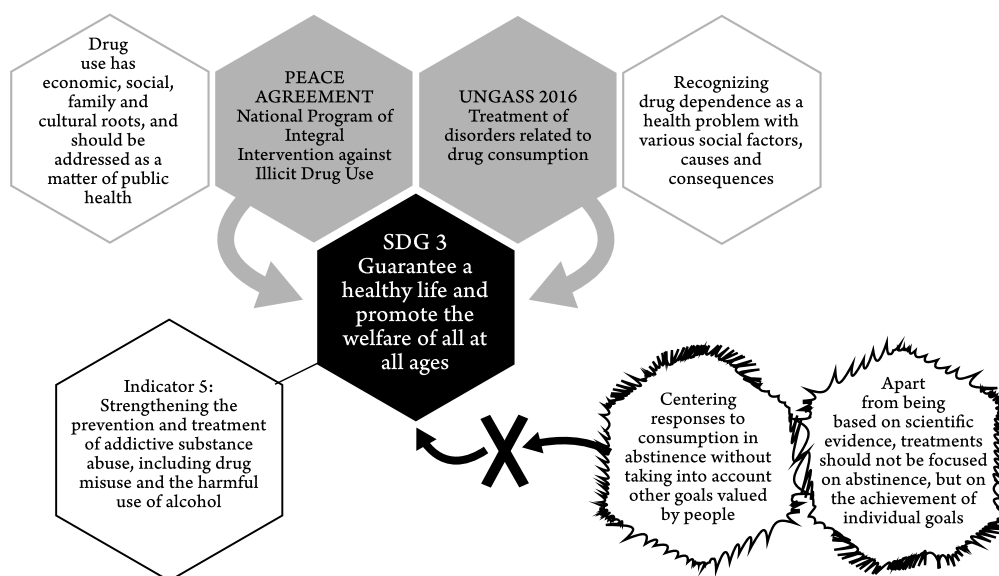 Drug
use has
economic, social,
family and
cultural roots, and
should be
addressed as a
matter of public
health
PEACE
AGREEMENT
National Program of
Integral
Intervention against
Illicit Drug Use
UNGASS 2016
Treatment of
disorders related to
drug consumption
Recognizing
drug dependence as a
health problem with
various social factors,
causes and
consequences
SDG 3
Guarantee a
healthy life and
promote the
welfare of all at
all ages
Indicator 5:
Strengthening the
prevention and treatment
of addictive substance
abuse, including drug
misuse and the harmful
use of alcohol
Centering
responses to
consumption in
abstinence without
taking into account
other goals valued
by people
Apart
from being
based on scientific
evidence, treatments
should not be focused
on abstinence, but on
the achievement of
individual goals